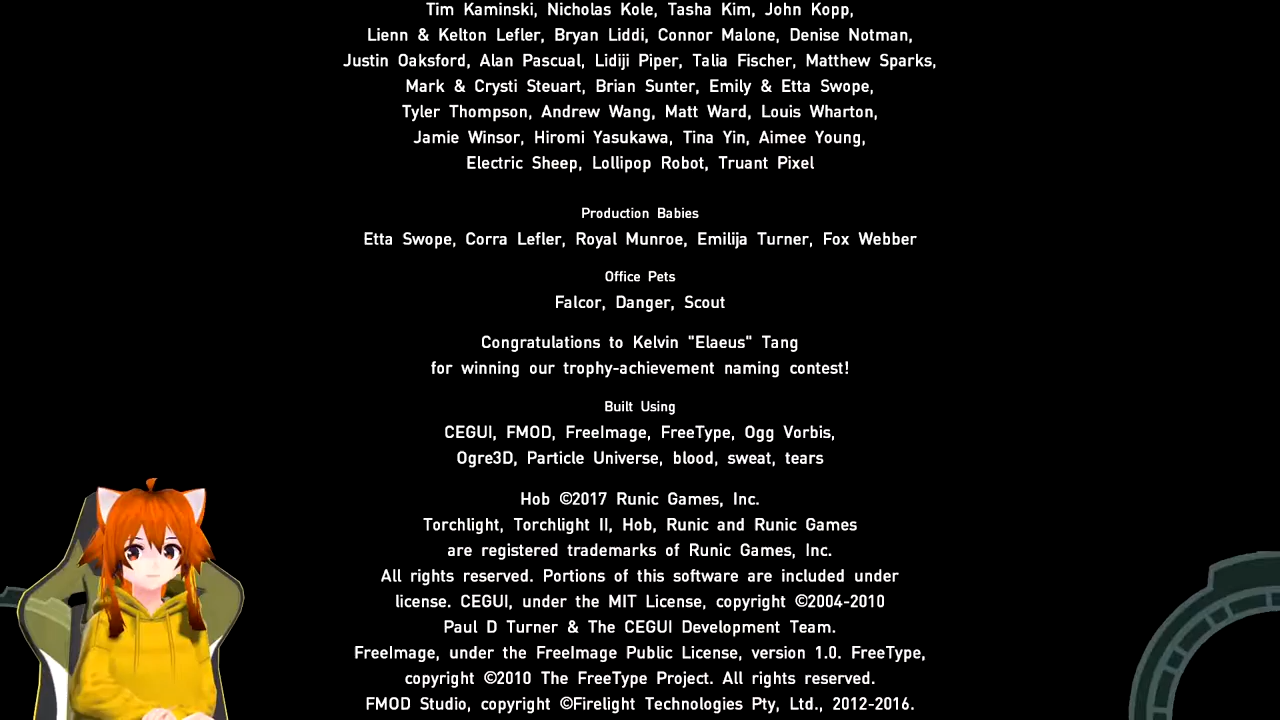 Tim Kaminski, Nicholas Kole, Tasha Kim, John Kopp,
Lienn & Kelton Lefler, Bryan Liddi, Connor Malone, Denise Notman,
Justin Oaksford, Alan Pascual, Lidiji Piper, Talia Fischer, Matthew Sparks,
Mark & Crysti Steuart, Brian Sunter, Emily & Etta Swope,
Tyler Thompson, Andrew Wang, Matt Ward, Louis Wharton,
Jamie Winsor, Hiromi Yasukawa, Tina Yin, Aimee Young,
Electric Sheep, Lollipop Robot, Truant Pixel
Production Babies
Etta Swope, Corra Lefler, Royal Munroe, Emilija Turner, Fox Webber
Office Pets
Falcor, Danger, Scout
Congratulations to Kelvin "Elaeus" Tang
for winning our trophy-achievement naming contest!
Built Using
CEGUI, FMOD, FreeImage, FreeType, Ogg Vorbis,
Ogre3D, Particle Universe, blood, sweat, tears
Hob ©2017 Runic Games, Inc.
Torchlight, Torchlight II, Hob, Runic and Runic Games
are registered trademarks of Runic Games, Inc.
All rights reserved. Portions of this software are included under
license. CEGUI, under the MIT License, copyright ©2004-2010
Paul D Turner & The CEGUI Development Team.
FreeImage, under the FreeImage Public License, version 1.0. FreeType,
copyright ©2010 The FreeType Project. All rights reserved.
FMOD Studio, copyright ©Firelight Technologies Pty, Ltd., 2012-2016.